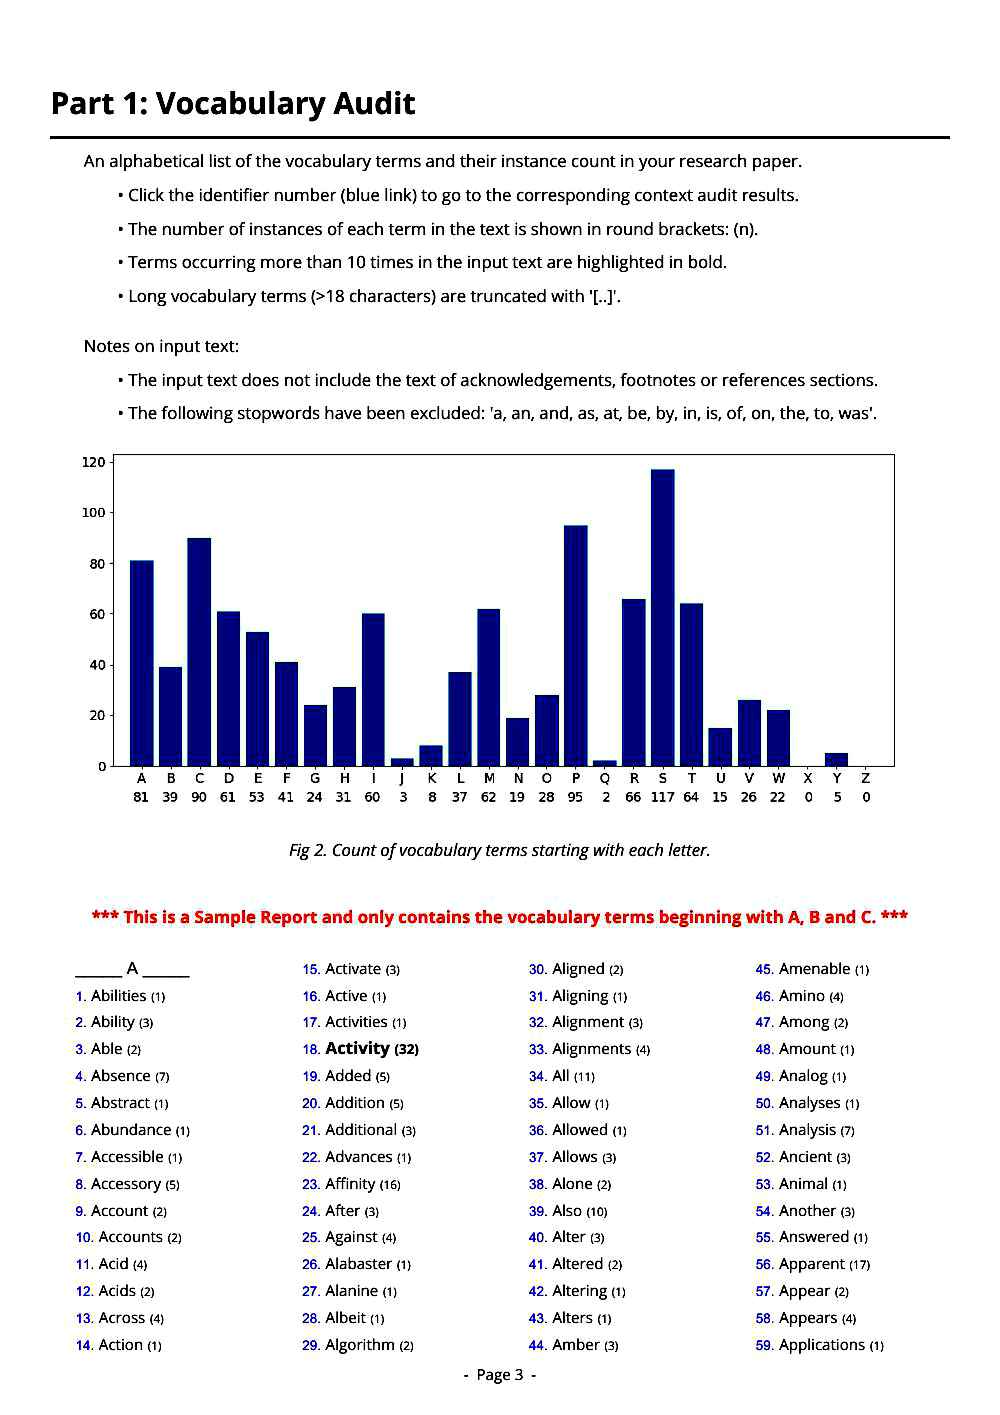 Part 1: Vocabulary Audit
An alphabetical list of the vocabulary terms and their instance count in your research paper.
• Click the identifier number (blue link) to go to the corresponding context audit results.
• The number of instances of each term in the text is shown in round brackets: (n).
• Terms occurring more than 10 times in the input text are highlighted in bold.
• Long vocabulary terms (>18 characters) are truncated with '[..]'.
Notes on input text:
• The input text does not include the text of acknowledgements, footnotes or references sections.
• The following stopwords have been excluded: 'a, an, and, as, at, be, by, in, is, of, on, the, to, was'.
120
100
80
60
40
20
0
A B C D E F G H I J K L M N O P Q R S T U V W X Y Z
81 39 90 61 53 41 24 31 60 3 8 37 62 19 28 95 2 66 117 64 15 26 22 0 5 0
Fig 2. Count of vocabulary terms starting with each letter.
*** This is a Sample Report and only contains the vocabulary terms beginning with A, B and C. ***
______ A ______
1. Abilities (1)
2. Ability (3)
3. Able (2)
4. Absence (7)
5. Abstract (1)
6. Abundance (1)
7. Accessible (1)
8. Accessory (5)
9. Account (2)
10. Accounts (2)
11. Acid (4)
12. Acids (2)
13. Across (4)
14. Action (1)
15. Activate (3)
16. Active (1)
17. Activities (1)
18. Activity (32)
19. Added (5)
20. Addition (5)
21. Additional (3)
22. Advances (1)
23. Affinity (16)
24. After (3)
25. Against (4)
26. Alabaster (1)
27. Alanine (1)
28. Albeit (1)
29. Algorithm (2)
30. Aligned (2)
31. Aligning (1)
32. Alignment (3)
33. Alignments (4)
34. All (11)
35. Allow (1)
36. Allowed (1)
37. Allows (3)
38. Alone (2)
39. Also (10)
40. Alter (3)
41. Altered (2)
42. Altering (1)
43. Alters (1)
44. Amber (3)
45. Amenable (1)
46. Amino (4)
47. Among (2)
48. Amount (1)
49. Analog (1)
50. Analyses (1)
51. Analysis (7)
52. Ancient (3)
53. Animal (1)
54. Another (3)
55. Answered (1)
56. Apparent (17)
57. Appear (2)
58. Appears (4)
59. Applications (1)
- Page 3 -